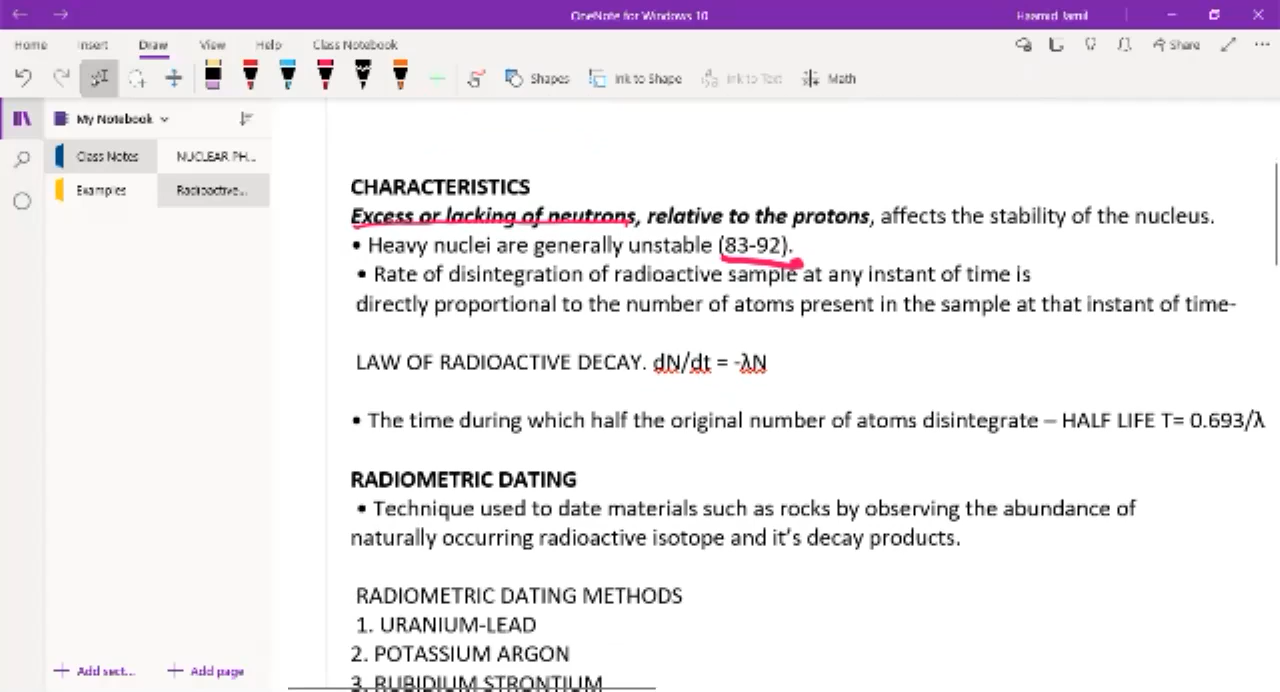 OneNote for Windows 10
Haamid Jamil
Home Insert Draw View Help Class Notebook
Share
Shapes Ink to Shape Ink to Text Math
My Notebook
Class Notes NUCLEAR PH...
Examples Radioactive...
CHARACTERISTICS
Excess or lacking of neutrons, relative to the protons, affects the stability of the nucleus.
• Heavy nuclei are generally unstable (83-92).
• Rate of disintegration of radioactive sample at any instant of time is
directly proportional to the number of atoms present in the sample at that instant of time-
LAW OF RADIOACTIVE DECAY. dN/dt = -λN
• The time during which half the original number of atoms disintegrate – HALF LIFE T= 0.693/λ
RADIOMETRIC DATING
• Technique used to date materials such as rocks by observing the abundance of
naturally occurring radioactive isotope and it's decay products.
RADIOMETRIC DATING METHODS
1. URANIUM-LEAD
2. POTASSIUM ARGON
3. RUBIDIUM STRONTIUM
Add sect... Add page